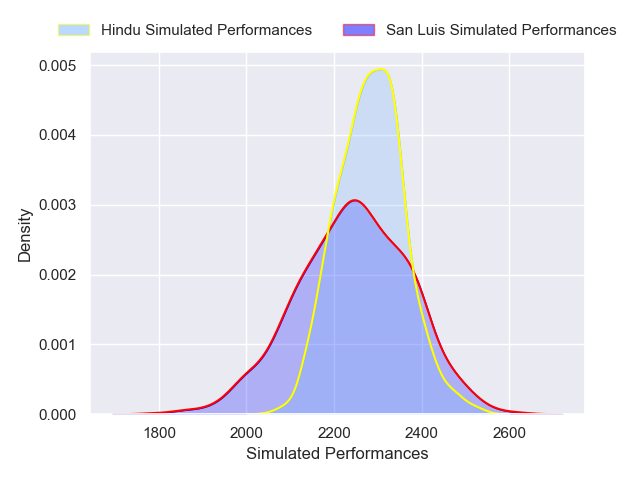 Hindu Simulated Performances San Luis Simulated Performances
0.005
0.004
0.003
0.002
0.001
0.000
Density
1800 2000 2200 2400 2600
Simulated Performances